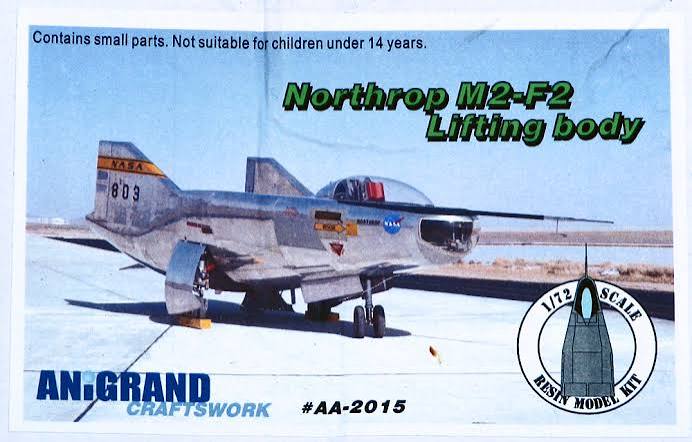 Contains small parts. Not suitable for children under 14 years.
Northrop M2-F2
Lifting body
NASA
803
NASA
1/72 SCALE
RESIN MODEL KIT
ANiGRAND
CRAFTSWORK
#AA-2015